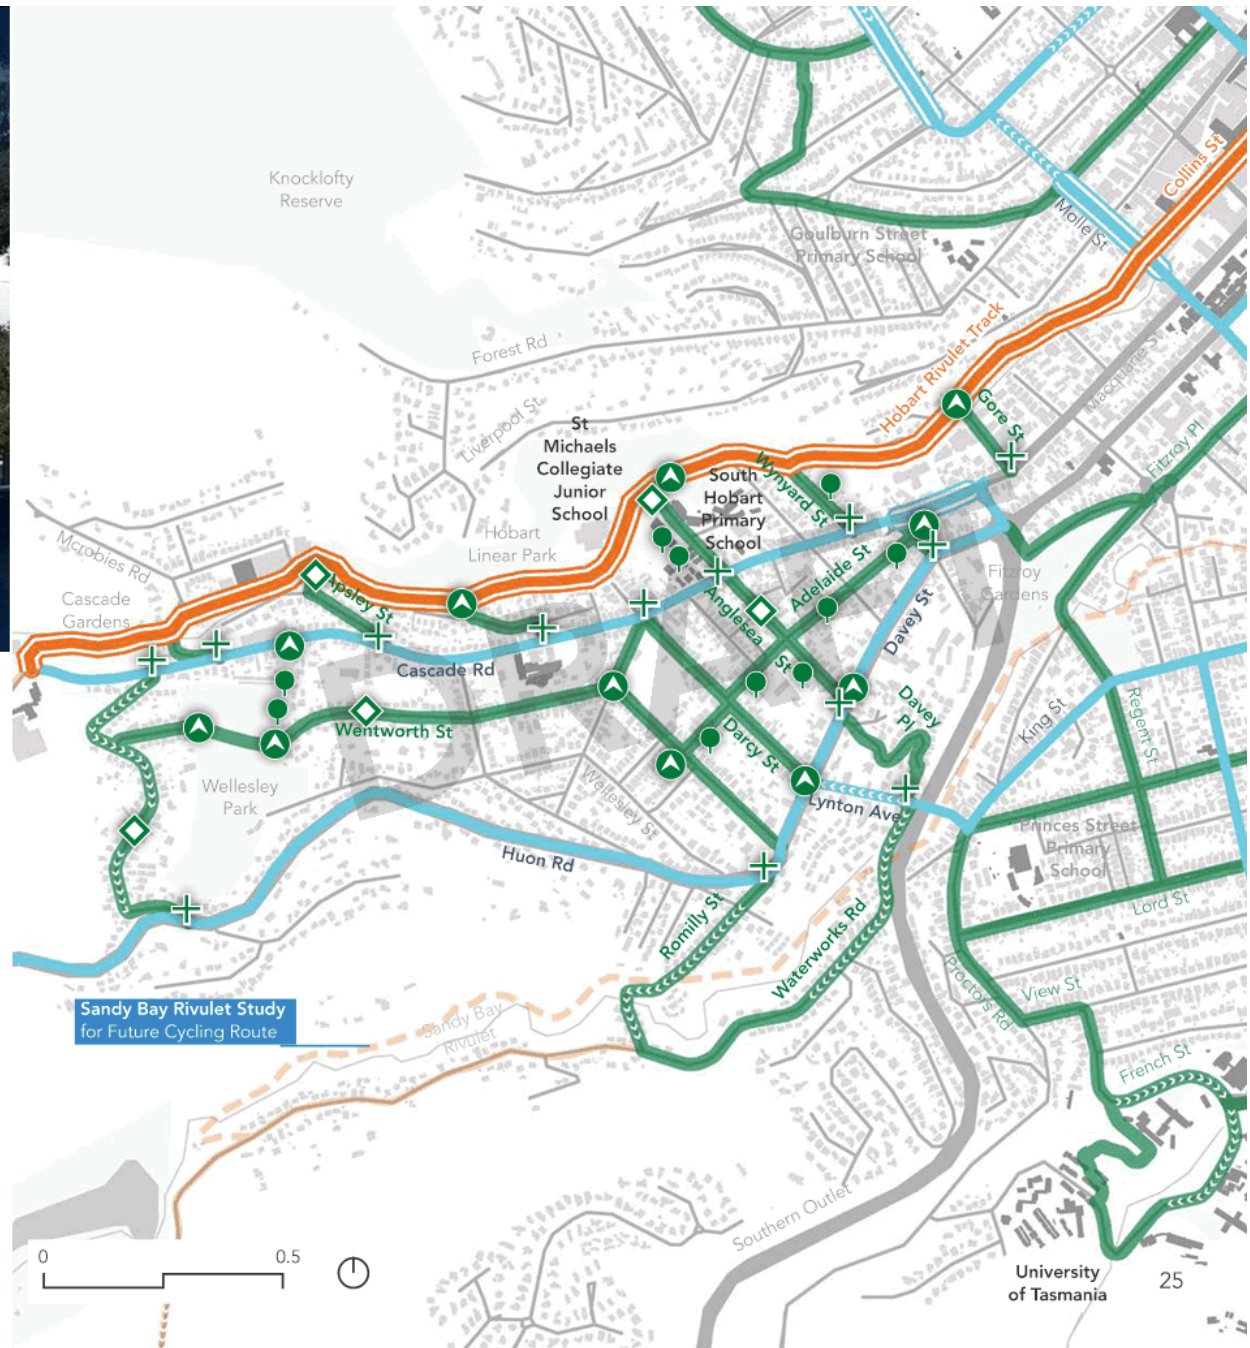 Knocklofty
Reserve
Collins St
Molle St
Goulburn Street
Primary School
Hobart Rivulet Track
Macquarie St
Forest Rd
Gore St
Liverpool St
St
Michaels
Collegiate
Junior
School
Fitzroy Pl
Wynyard St
South
Hobart
Primary
School
Hobart
Linear Park
Mcrobies Rd
Adelaide St
Fitzroy
Gardens
Cascade
Gardens
Apsley St
Anglesea St
Davey St
Cascade Rd
Davey
Pl
Regent St
King St
Wentworth St
Darcy St
Wellesley
Park
Wellesley St
Lynton Ave
Princes Street
Primary
School
Huon Rd
Lord St
Romilly St
Waterworks Rd
Proctors Rd
View St
Sandy Bay Rivulet Study
for Future Cycling Route
Sandy Bay
Rivulet
French St
DRAFT
Southern Outlet
0
0.5
University
of Tasmania
25